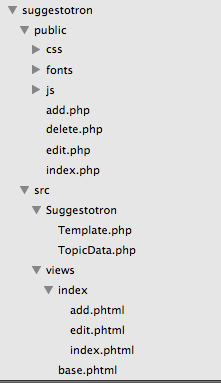 suggestotron
public
css
fonts
js
add.php
delete.php
edit.php
index.php
src
Suggestotron
Template.php
TopicData.php
views
index
add.phtml
edit.phtml
index.phtml
base.phtml